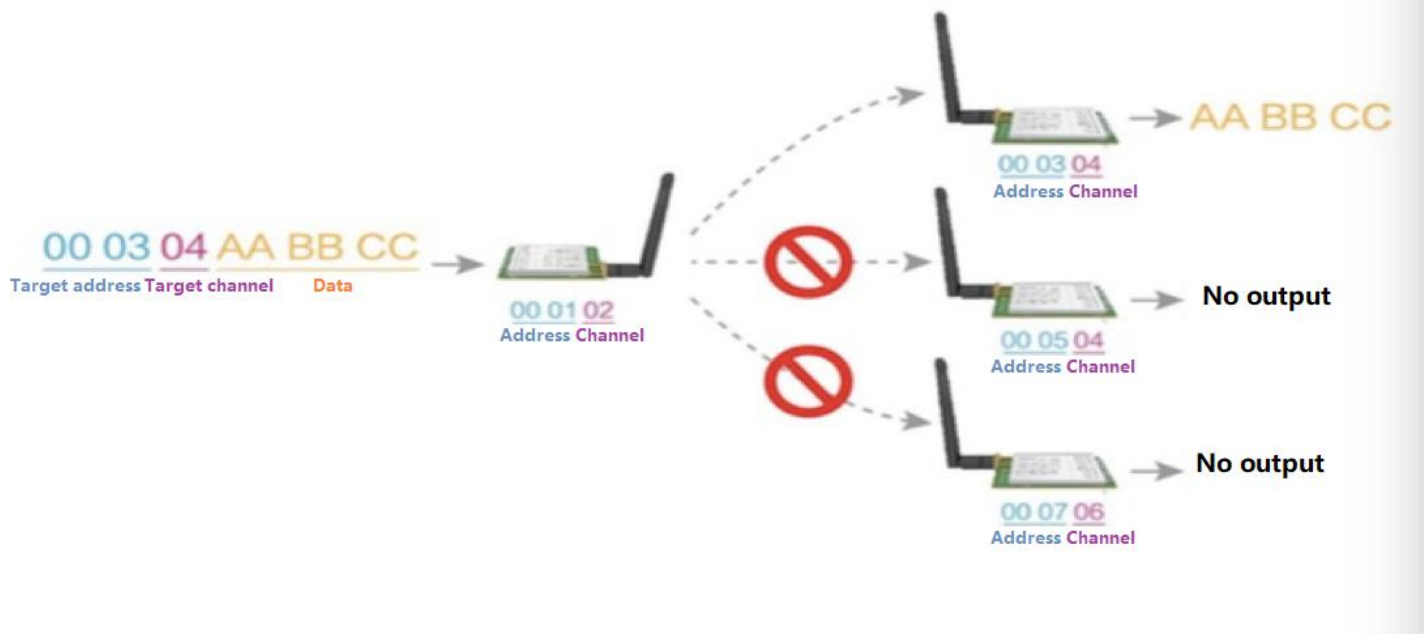 AA BB CC
00 03 04
Address Channel
00 03 04 AA BB CC
Target address Target channel Data
00 01 02
Address Channel
No output
00 05 04
Address Channel
No output
00 07 06
Address Channel